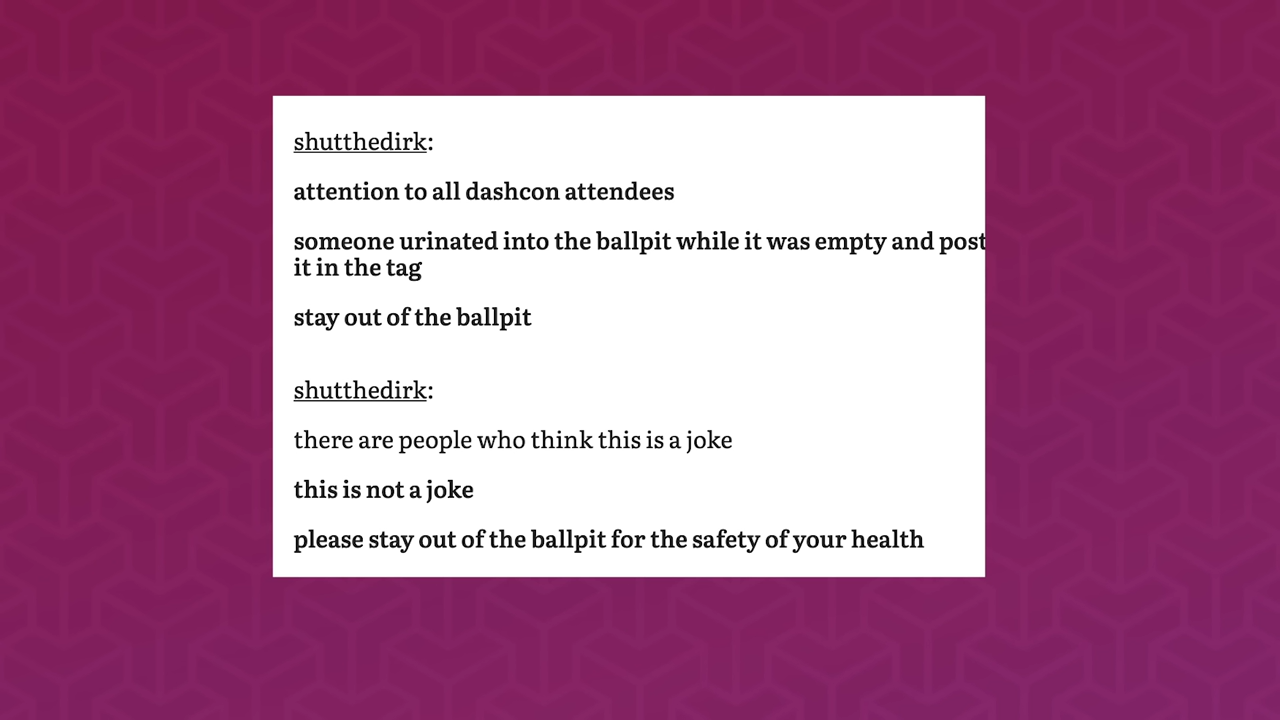 shutthedirk:
attention to all dashcon attendees
someone urinated into the ballpit while it was empty and post
it in the tag
stay out of the ballpit
shutthedirk:
there are people who think this is a joke
this is not a joke
please stay out of the ballpit for the safety of your health